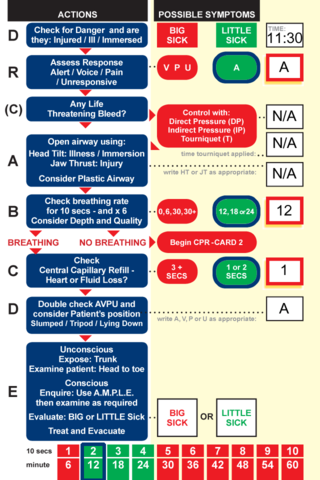 ACTIONS
POSSIBLE SYMPTOMS
D
Check for Danger and are
they: Injured / Ill / Immersed
BIG
SICK
LITTLE
SICK
TIME:
11:30
R
Assess Response
Alert / Voice / Pain
/ Unresponsive
V P U
A
A
(C)
Any Life
Threatening Bleed?
Control with:
Direct Pressure (DP)
Indirect Pressure (IP)
Tourniquet (T)
N/A
time tourniquet applied:
N/A
A
Open airway using:
Head Tilt: Illness / Immersion
Jaw Thrust: Injury
Consider Plastic Airway
write HT or JT as appropriate:
N/A
B
Check breathing rate
for 10 secs - and x 6
Consider Depth and Quality
0,6,30,30+
12,18 or 24
12
BREATHING
NO BREATHING
Begin CPR -CARD 2
C
Check
Central Capillary Refill -
Heart or Fluid Loss?
3 +
SECS
1 or 2
SECS
1
D
Double check AVPU and
consider Patient's position
Slumped / Tripod / Lying Down
write A, V, P or U as appropriate:
A
E
Unconscious
Expose: Trunk
Examine patient: Head to toe
Conscious
Enquire: Use A.M.P.L.E.
then examine as required
Evaluate: BIG or LITTLE Sick
Treat and Evacuate
BIG
SICK
OR
LITTLE
SICK
10 secs 1 2 3 4 5 6 7 8 9 10
minute 6 12 18 24 30 36 42 48 54 60